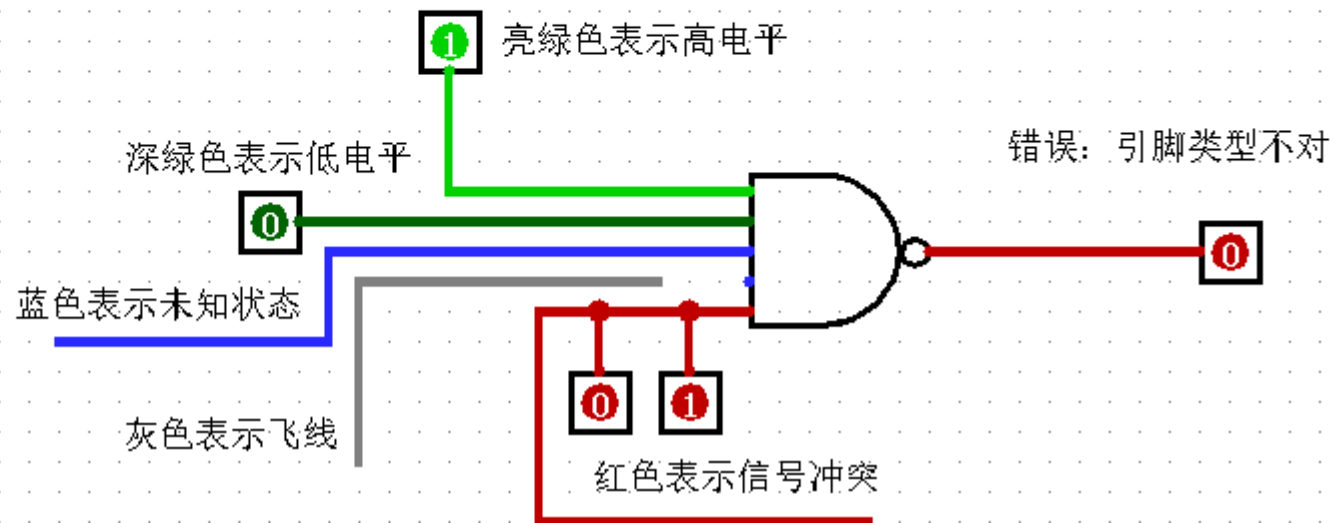 1
亮绿色表示高电平
错误：引脚类型不对
深绿色表示低电平
0
0
蓝色表示未知状态
0
1
灰色表示飞线
红色表示信号冲突